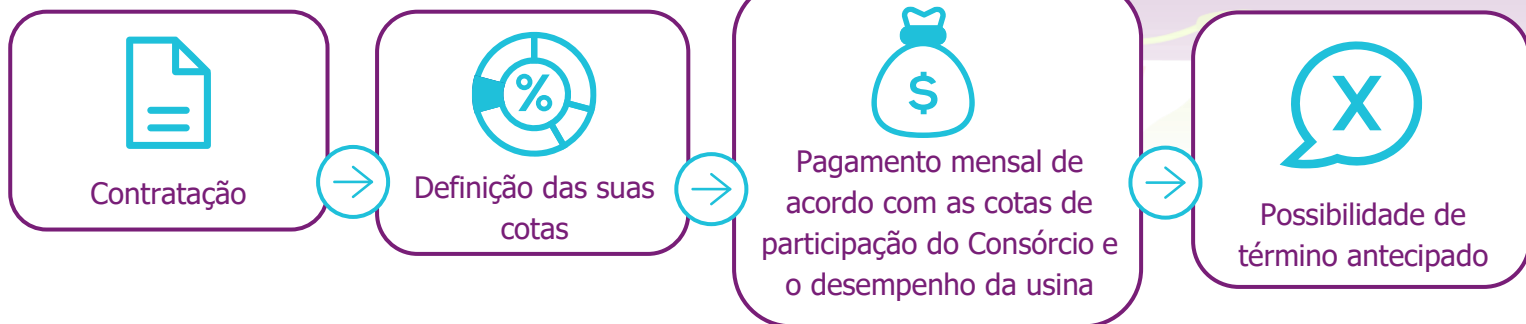 %
$
X
Contratação
Definição das suas
cotas
Pagamento mensal de
acordo com as cotas de
participação do Consórcio e
o desempenho da usina
Possibilidade de
término antecipado